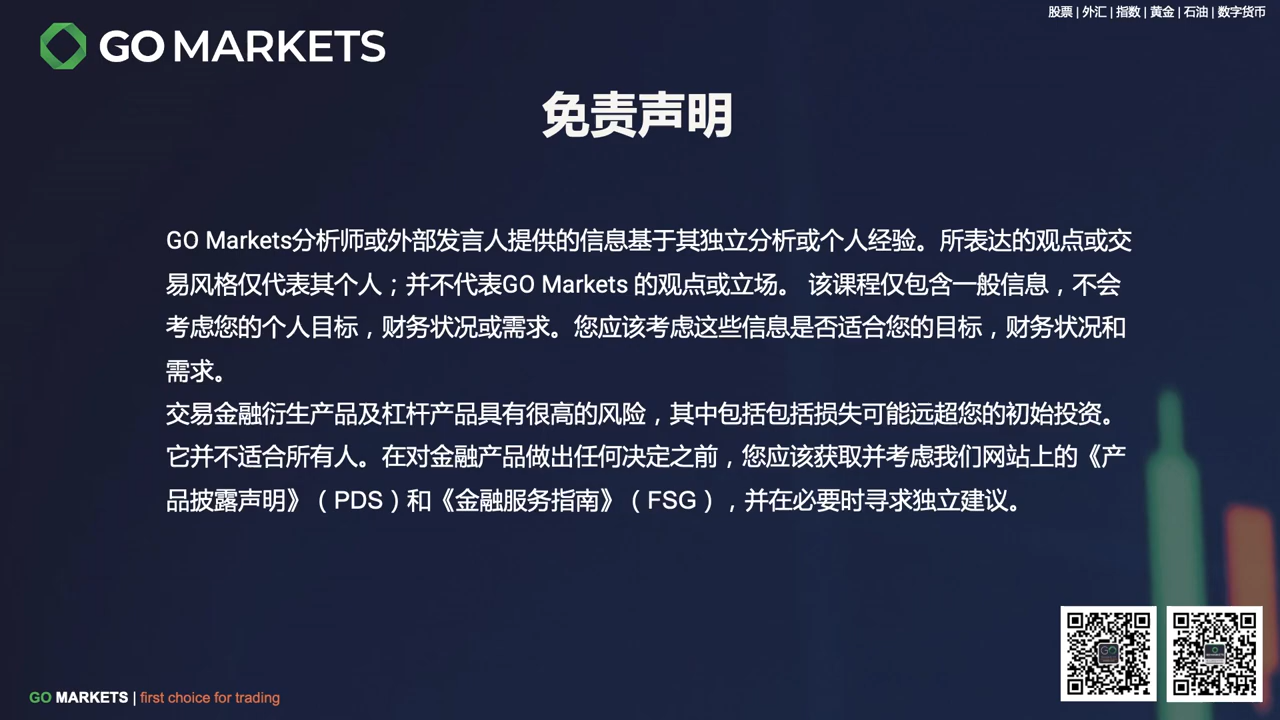 股票 | 外汇 | 指数 | 黄金 | 石油 | 数字货币
GO MARKETS
免责声明
GO Markets分析师或外部发言人提供的信息基于其独立分析或个人经验。所表达的观点或交
易风格仅代表其个人；并不代表GO Markets 的观点或立场。 该课程仅包含一般信息，不会
考虑您的个人目标，财务状况或需求。您应该考虑这些信息是否适合您的目标，财务状况和
需求。
交易金融衍生产品及杠杆产品具有很高的风险，其中包括包括损失可能远超您的初始投资。
它并不适合所有人。在对金融产品做出任何决定之前，您应该获取并考虑我们网站上的《产
品披露声明》（PDS）和《金融服务指南》（FSG），并在必要时寻求独立建议。
GO MARKETS | first choice for trading